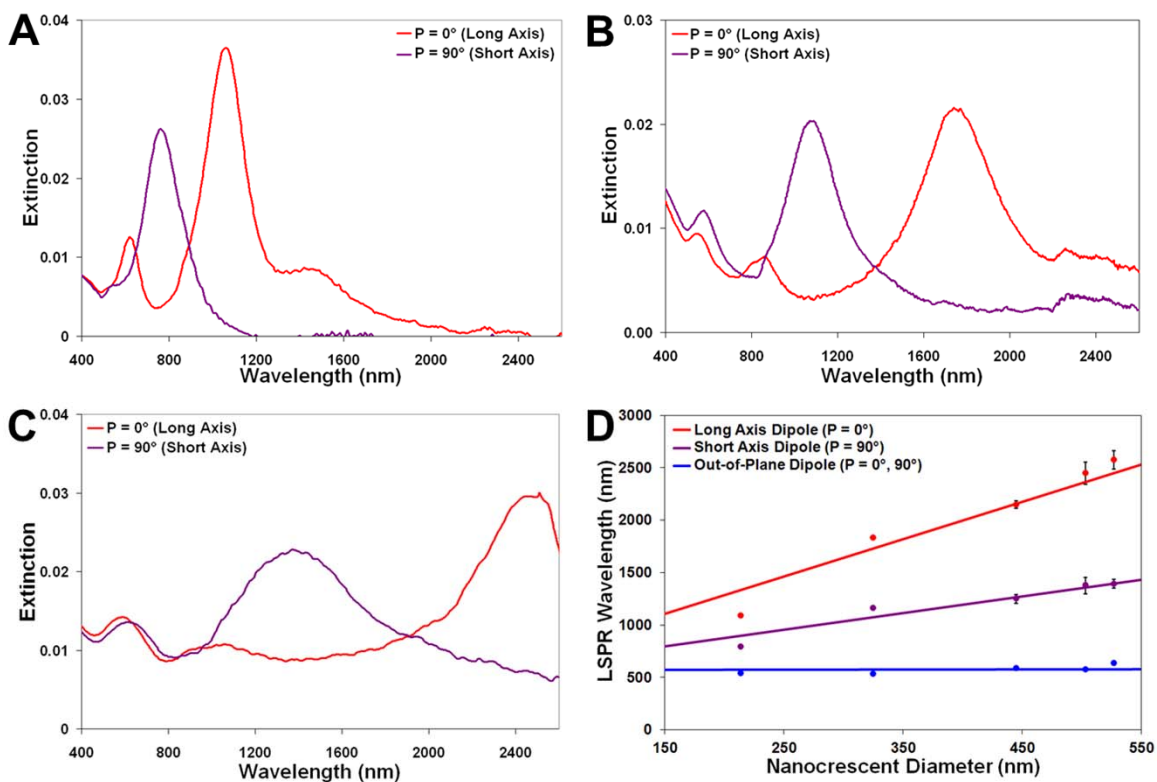 A
0.04
P = 0° (Long Axis)
P = 90° (Short Axis)
0.03
0.02
0.01
0
Extinction
400 800 1200 1600 2000 2400
Wavelength (nm)
B
0.03
P = 0° (Long Axis)
P = 90° (Short Axis)
0.02
0.01
0.00
Extinction
400 800 1200 1600 2000 2400
Wavelength (nm)
C
0.04
P = 0° (Long Axis)
P = 90° (Short Axis)
0.03
0.02
0.01
0
Extinction
400 800 1200 1600 2000 2400
Wavelength (nm)
D
3000
Long Axis Dipole (P = 0°)
Short Axis Dipole (P = 90°)
Out-of-Plane Dipole (P = 0°, 90°)
2500
2000
1500
1000
500
0
LSPR Wavelength (nm)
150 250 350 450 550
Nanocrescent Diameter (nm)